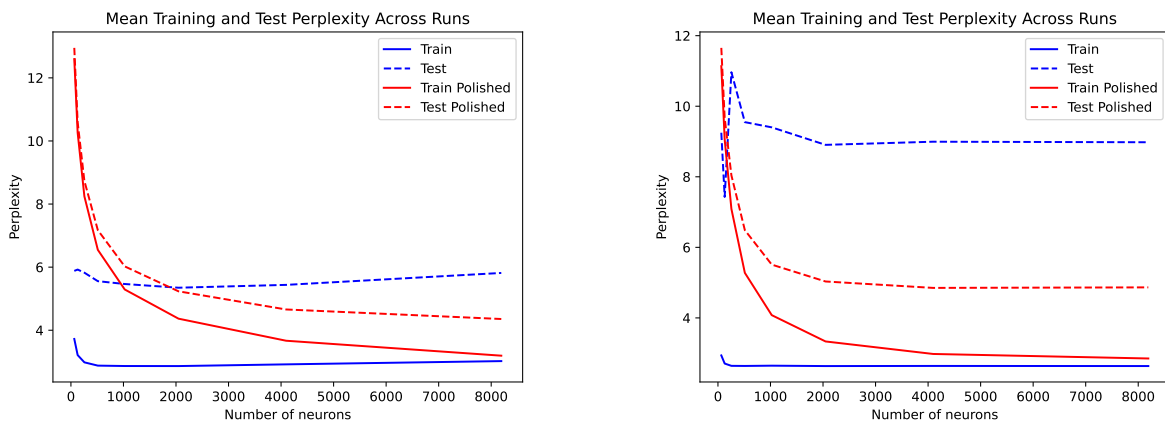 Mean Training and Test Perplexity Across Runs
Train
Test
Train Polished
Test Polished
12
10
8
6
4
Perplexity
0 1000 2000 3000 4000 5000 6000 7000 8000
Number of neurons
Mean Training and Test Perplexity Across Runs
Train
Test
Train Polished
Test Polished
12
10
8
6
4
Perplexity
0 1000 2000 3000 4000 5000 6000 7000 8000
Number of neurons